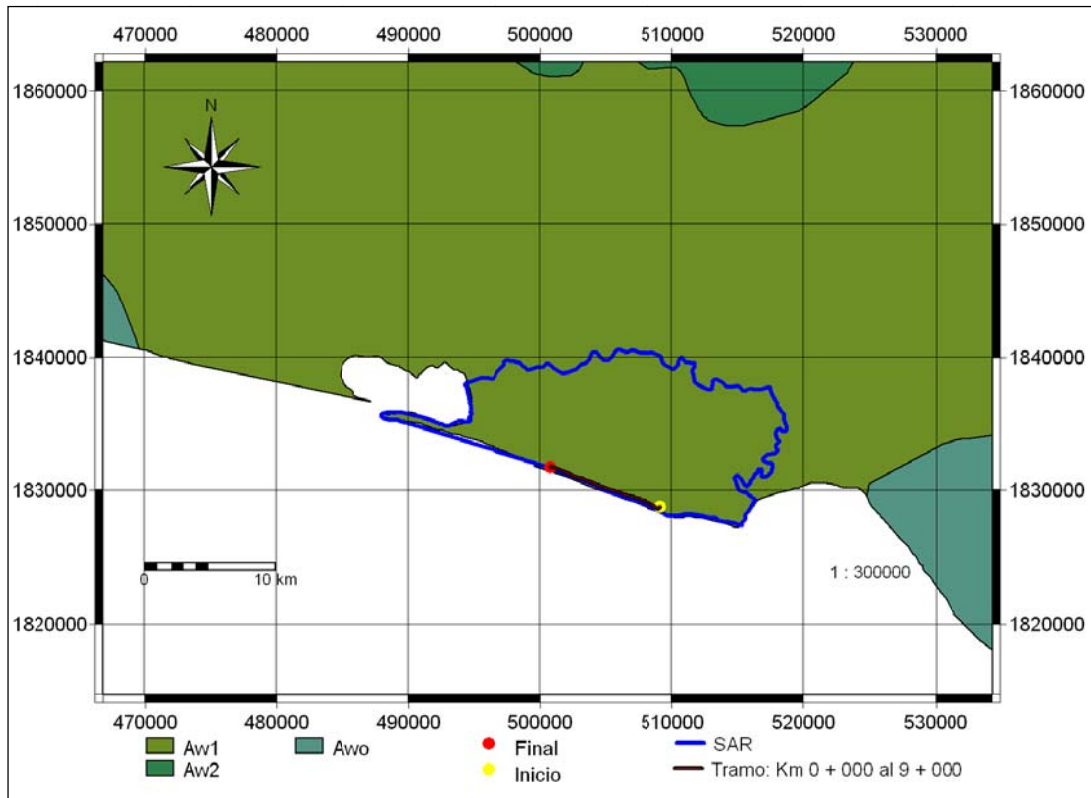 470000 480000 490000 500000 510000 520000 530000
1860000 1860000
N
1850000 1850000
1840000 1840000
1830000 1830000
1 : 300000
0 10 km
1820000 1820000
470000 480000 490000 500000 510000 520000 530000
Aw1 Awo Final SAR
Aw2 Inicio Tramo: Km 0 + 000 al 9 + 000